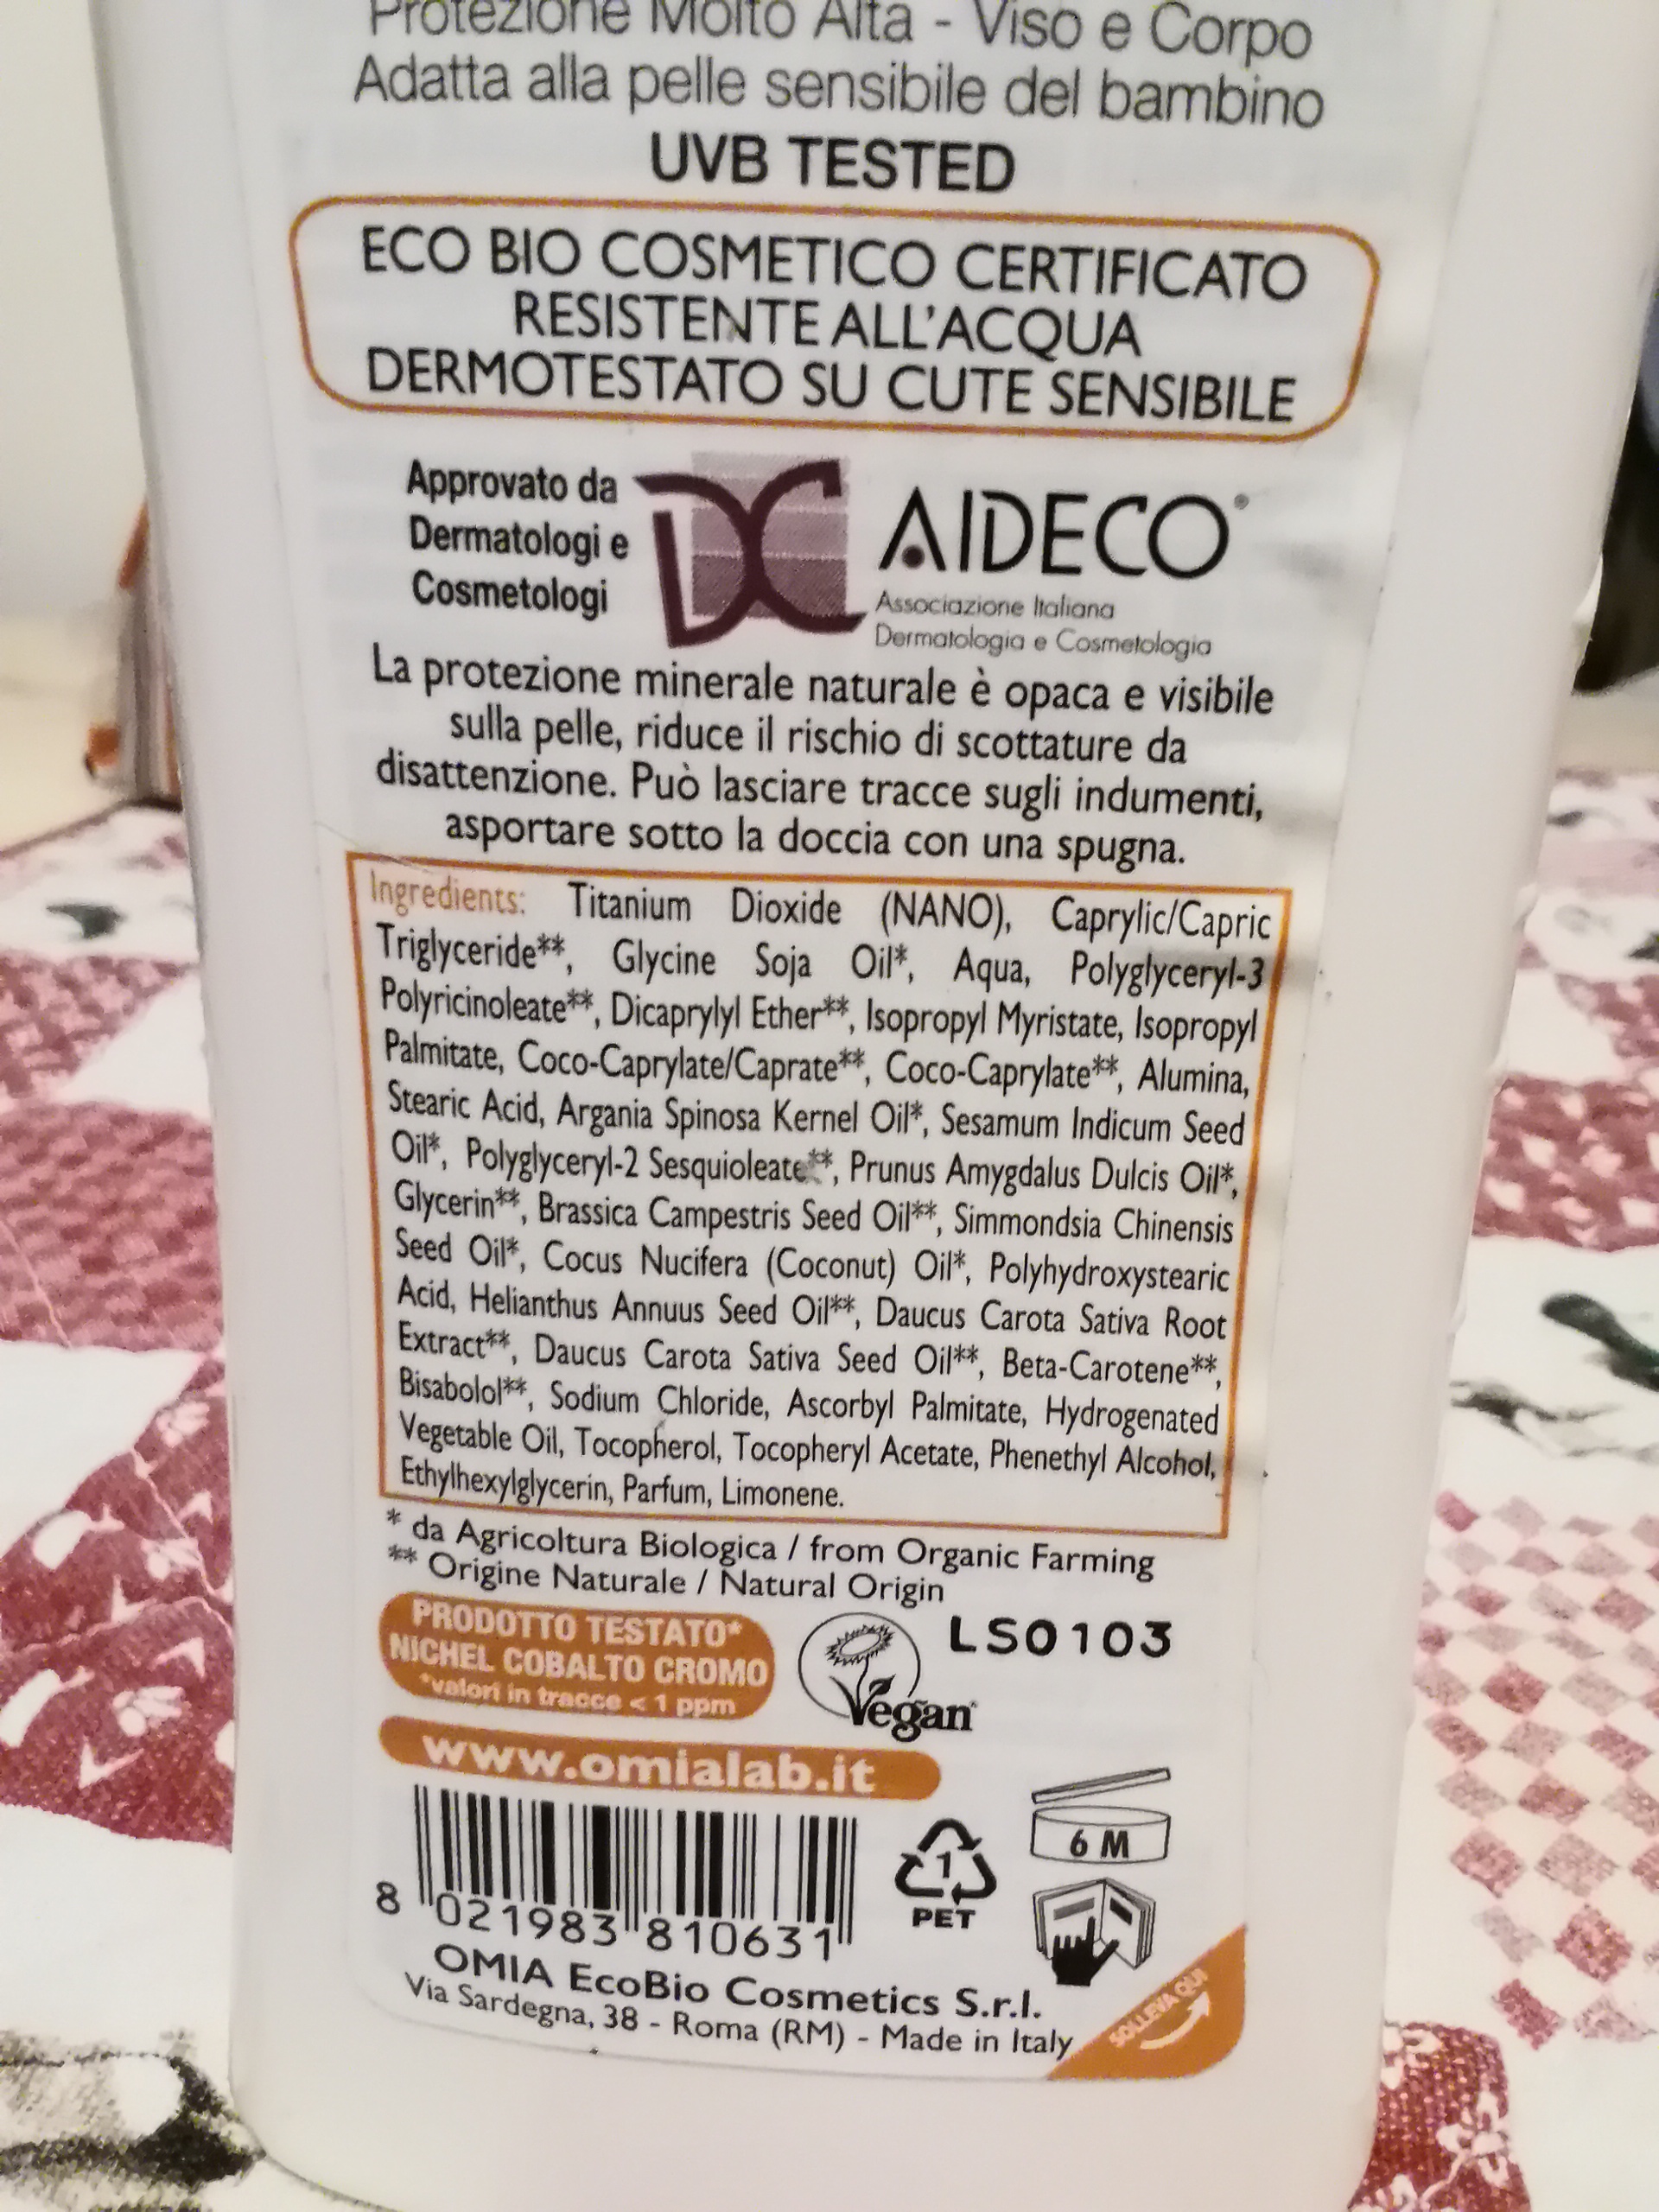 Protezione Molto Alta - Viso e Corpo
Adatta alla pelle sensibile del bambino
UVB TESTED
ECO BIO COSMETICO CERTIFICATO
RESISTENTE ALL'ACQUA
DERMOTESTATO SU CUTE SENSIBILE
Approvato da
Dermatologi e
Cosmetologi
DC
AIDECO
Associazione Italiana
Dermatologia e Cosmetologia
La protezione minerale naturale è opaca e visibile
sulla pelle, riduce il rischio di scottature da
disattenzione. Può lasciare tracce sugli indumenti,
asportare sotto la doccia con una spugna.
Ingredients: Titanium Dioxide (NANO), Caprylic/Capric
Triglyceride**, Glycine Soja Oil*, Aqua, Polyglyceryl-3
Polyricinoleate**, Dicaprylyl Ether**, Isopropyl Myristate, Isopropyl
Palmitate, Coco-Caprylate/Caprate**, Coco-Caprylate**, Alumina,
Stearic Acid, Argania Spinosa Kernel Oil*, Sesamum Indicum Seed
Oil*, Polyglyceryl-2 Sesquioleate**, Prunus Amygdalus Dulcis Oil*,
Glycerin**, Brassica Campestris Seed Oil**, Simmondsia Chinensis
Seed Oil*, Cocus Nucifera (Coconut) Oil*, Polyhydroxystearic
Acid, Helianthus Annuus Seed Oil**, Daucus Carota Sativa Root
Extract**, Daucus Carota Sativa Seed Oil**, Beta-Carotene**,
Bisabolol**, Sodium Chloride, Ascorbyl Palmitate, Hydrogenated
Vegetable Oil, Tocopherol, Tocopheryl Acetate, Phenethyl Alcohol,
Ethylhexylglycerin, Parfum, Limonene.
* da Agricoltura Biologica / from Organic Farming
** Origine Naturale / Natural Origin
PRODOTTO TESTATO*
NICHEL COBALTO CROMO
*valori in tracce < 1 ppm
Vegan
LS0103
www.omialab.it
8 021983 810631
1
PET
6 M
OMIA EcoBio Cosmetics S.r.l.
Via Sardegna, 38 - Roma (RM) - Made in Italy
SOLLEVA QUI